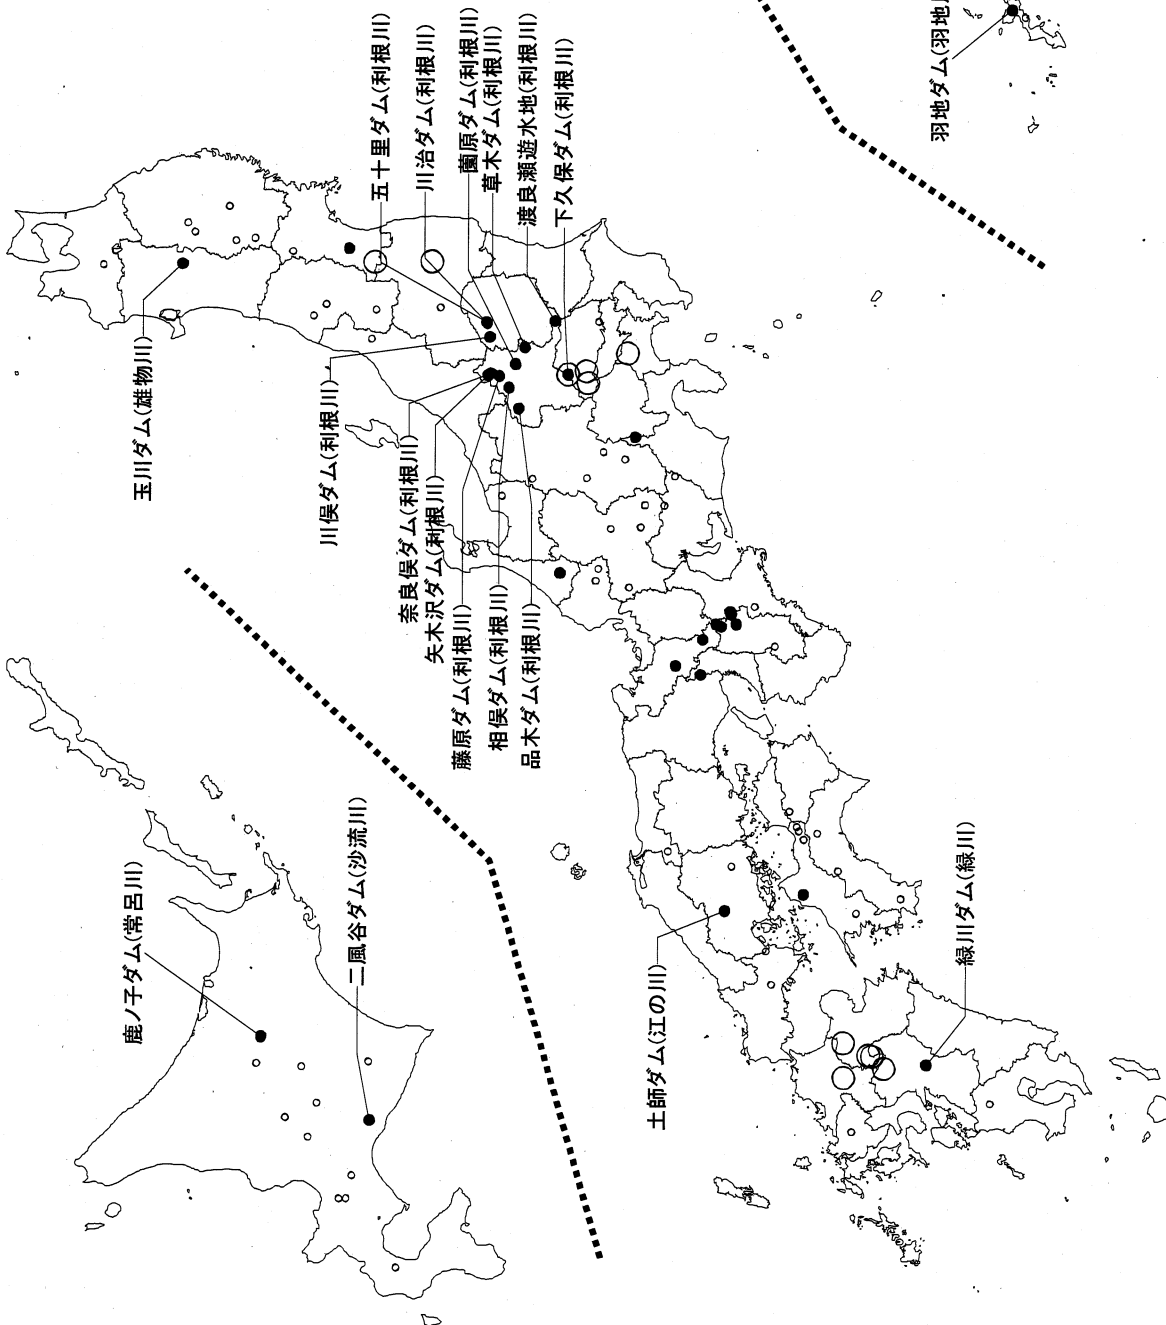 五十里ダム(利根川)
川治ダム(利根川)
薗原ダム(利根川)
草木ダム(利根川)
渡良瀬遊水地(利根川)
下久保ダム(利根川)
羽地ダム(羽地
玉川ダム(雄物川)
川俣ダム(利根川)
奈良俣ダム(利根川)
矢木沢ダム(利根川)
藤原ダム(利根川)
相俣ダム(利根川)
品木ダム(利根川)
鹿ノ子ダム(常呂川)
二風谷ダム(沙流川)
土師ダム(江の川)
緑川ダム(緑川)